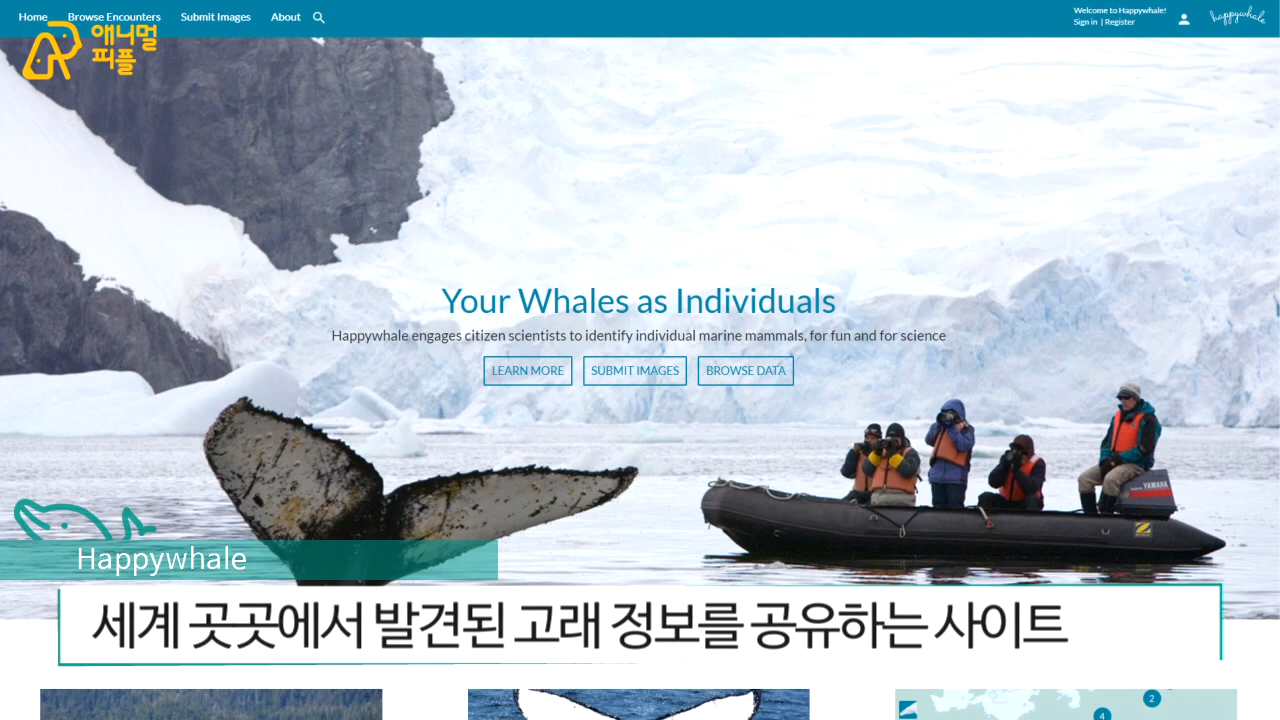 Home Browse Encounters Submit Images About
Welcome to Happywhale!
Sign in | Register
happywhale
애니멀
피플
Your Whales as Individuals
Happywhale engages citizen scientists to identify individual marine mammals, for fun and for science
LEARN MORE SUBMIT IMAGES BROWSE DATA
YAMAHA
Happywhale
세계 곳곳에서 발견된 고래 정보를 공유하는 사이트
2
4